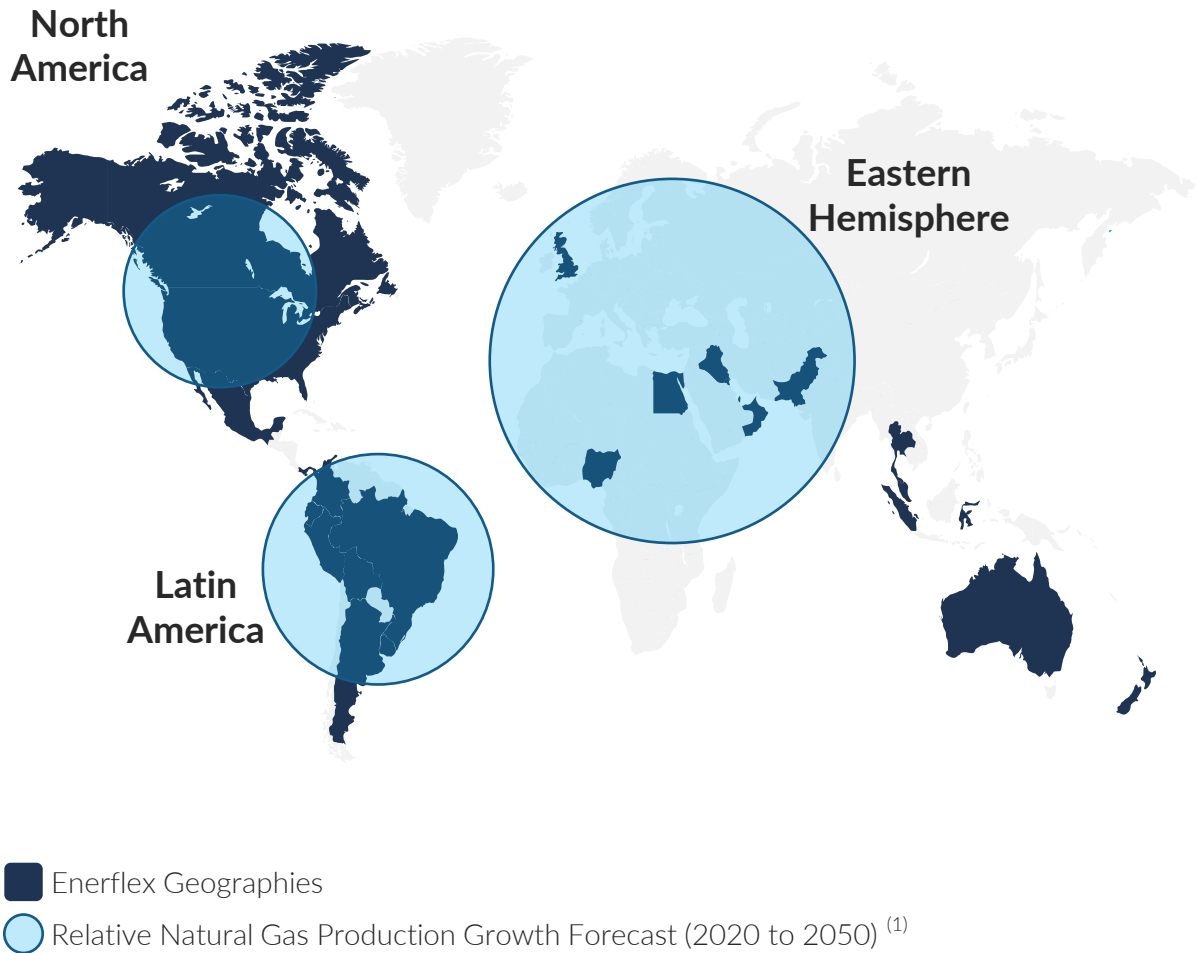 North
America
Eastern
Hemisphere
Latin
America
Enerflex Geographies
Relative Natural Gas Production Growth Forecast (2020 to 2050) (1)